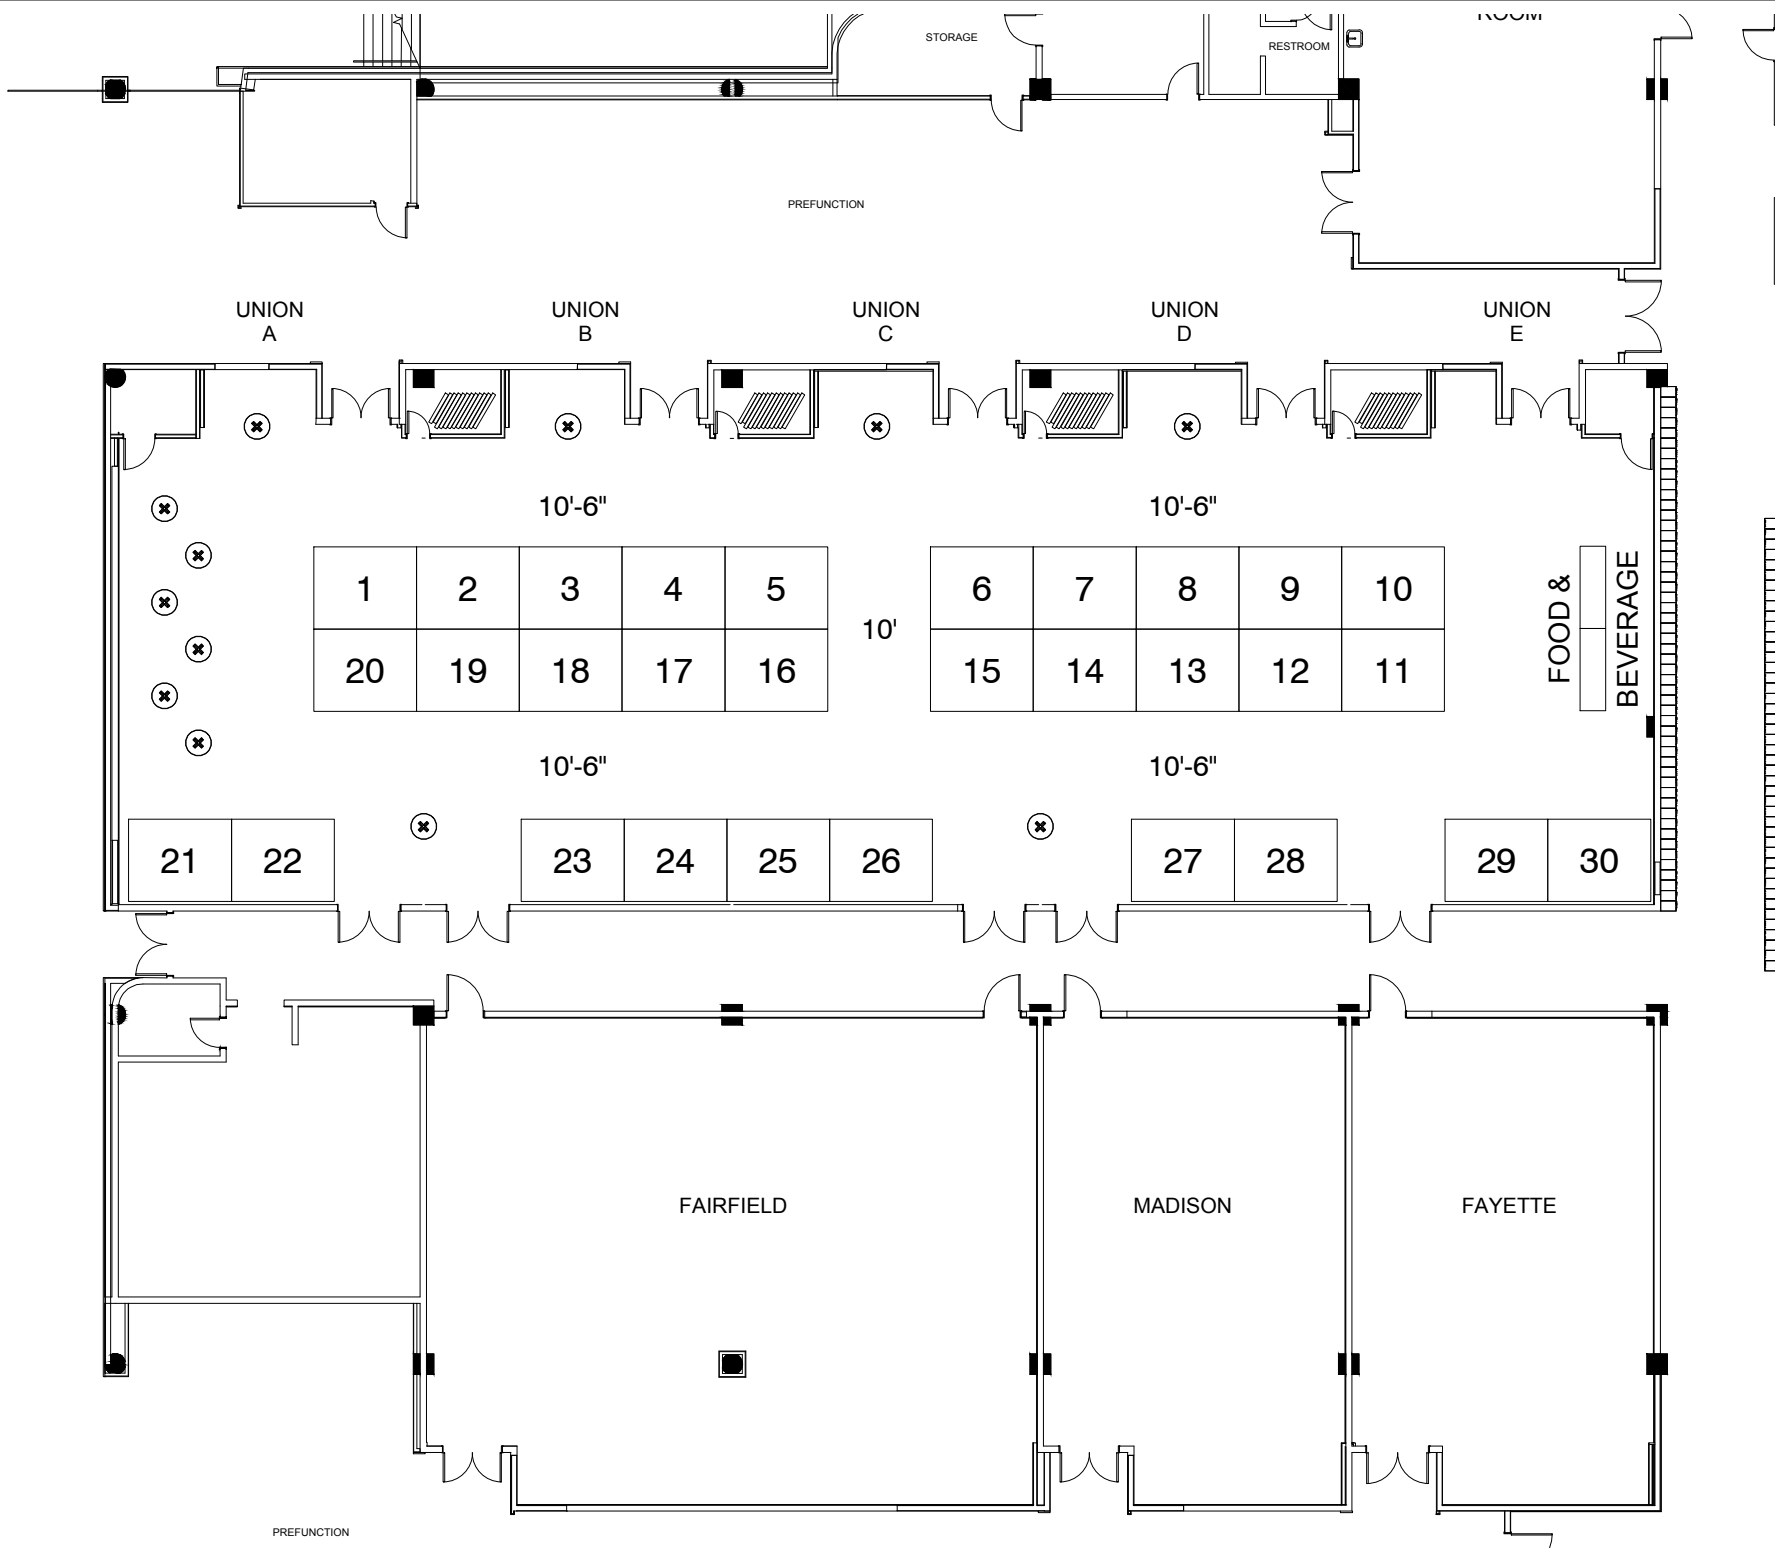 ROOM
STORAGE
RESTROOM
PREFUNCTION
UNION
A
UNION
B
UNION
C
UNION
D
UNION
E
10'-6"
10'-6"
1 2 3 4 5
6 7 8 9 10
10'
20 19 18 17 16
15 14 13 12 11
FOOD &
BEVERAGE
10'-6"
10'-6"
21 22
23 24 25 26
27 28
29 30
FAIRFIELD
MADISON
FAYETTE
PREFUNCTION